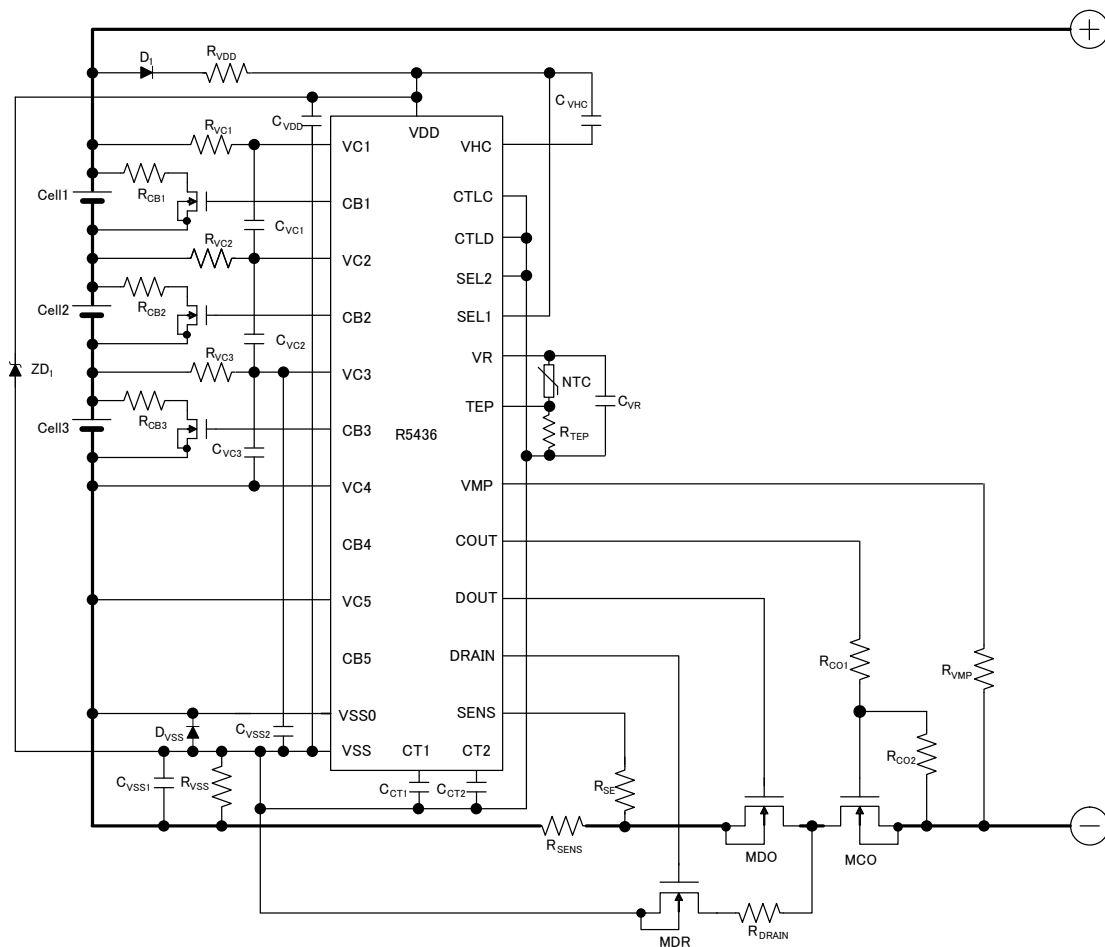 +
D1
RVDD
CVHC
CVDD
VDD
RVC1
VC1
VHC
RCB1
Cell1
CB1
CTLC
CVC1
CTLD
RVC2
VC2
SEL2
RCB2
Cell2
CB2
SEL1
CVC2
RVC3
VR
ZD1
VC3
NTC
CVR
TEP
RCB3
Cell3
CB3
R5436
RTEP
CVC3
VC4
VMP
CB4
COUT
VC5
DOUT
CB5
DRAIN
RCO1
RVMP
VSS0
SENS
DVSS
CVSS2
VSS
CT1
CT2
RCO2
CVSS1
RVSS
CCT1
CCT2
RSE
−
RSENS
MDO
MCO
MDR
RDRAIN